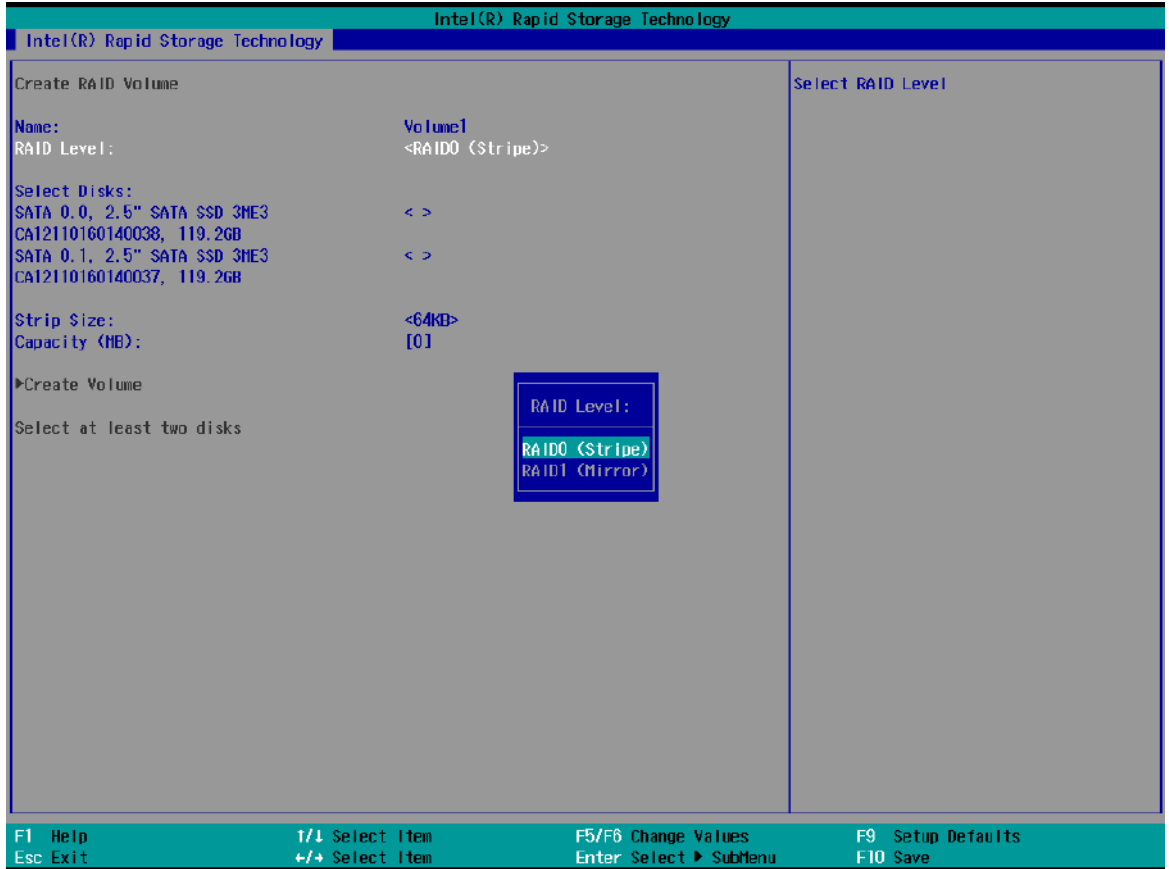 Intel(R) Rapid Storage Technology
Intel(R) Rapid Storage Technology
Create RAID Volume
Select RAID Level
Name: Volume1
RAID Level: <RAID0 (Stripe)>
Select Disks:
SATA 0.0, 2.5" SATA SSD 3ME3 < >
CA12110160140038, 119.2GB
SATA 0.1, 2.5" SATA SSD 3ME3 < >
CA12110160140037, 119.2GB
Strip Size: <64KB>
Capacity (MB): [0]
▶Create Volume
Select at least two disks
RAID Level:
RAID0 (Stripe)
RAID1 (Mirror)
F1 Help ↑/↓ Select Item F5/F6 Change Values F9 Setup Defaults
Esc Exit ←/→ Select Item Enter Select ▶ SubMenu F10 Save